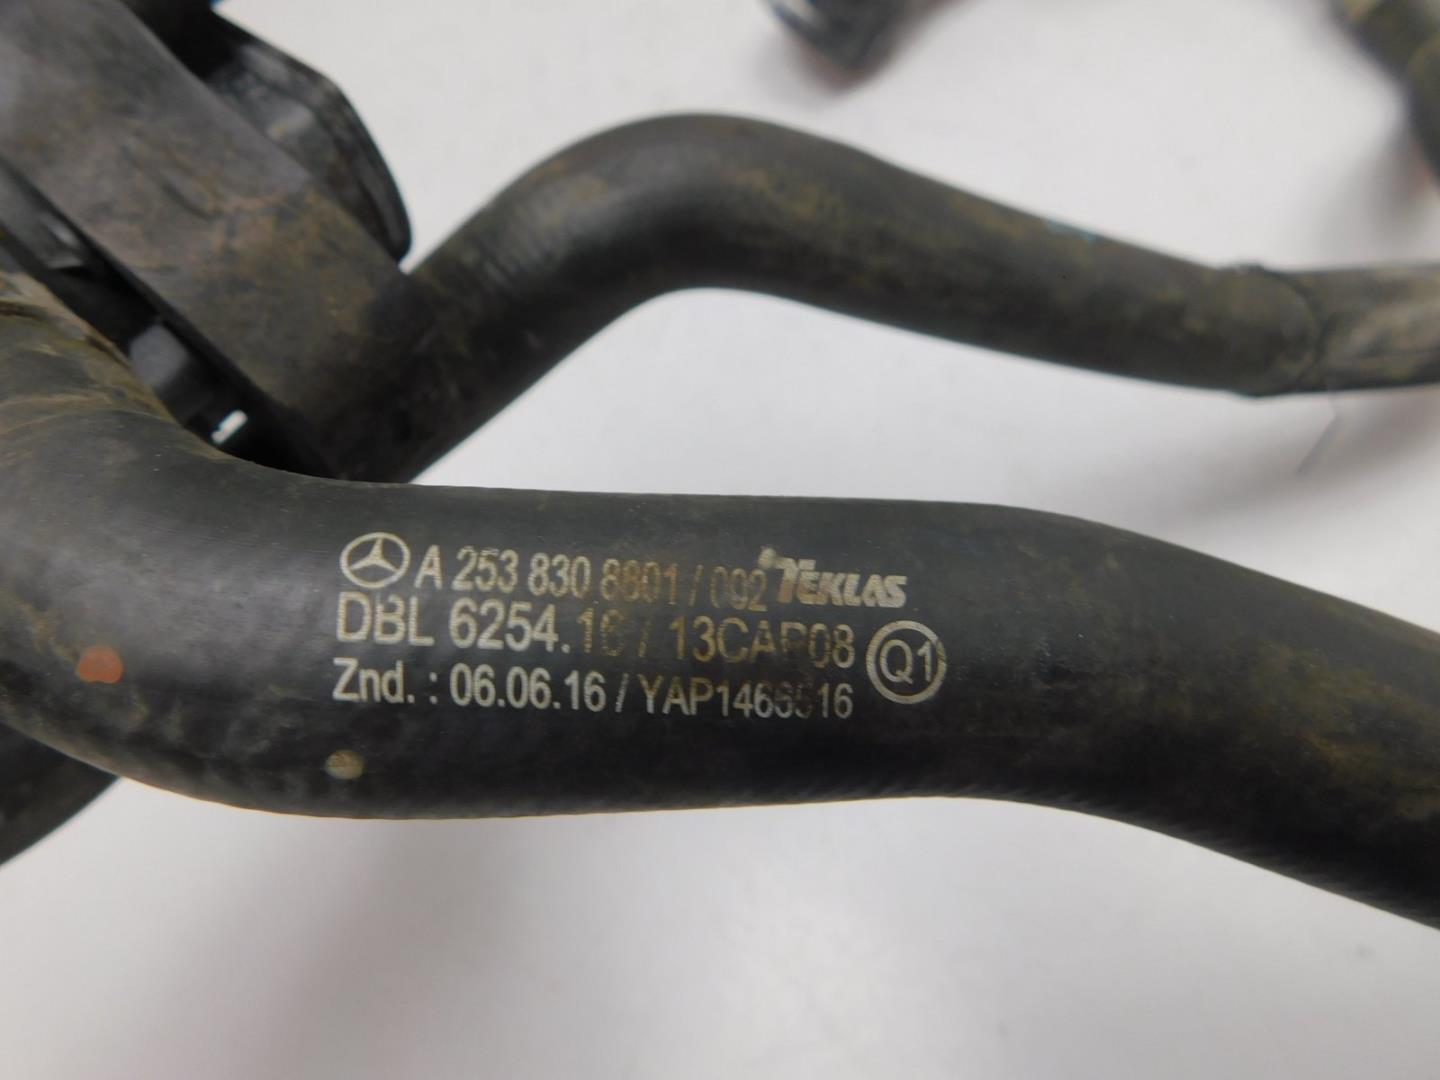 A 253 830 8801 / 002 TEKLAS
DBL 6254.16 / 13CAP08 Q1
Znd. : 06.06.16 / YAP1466516